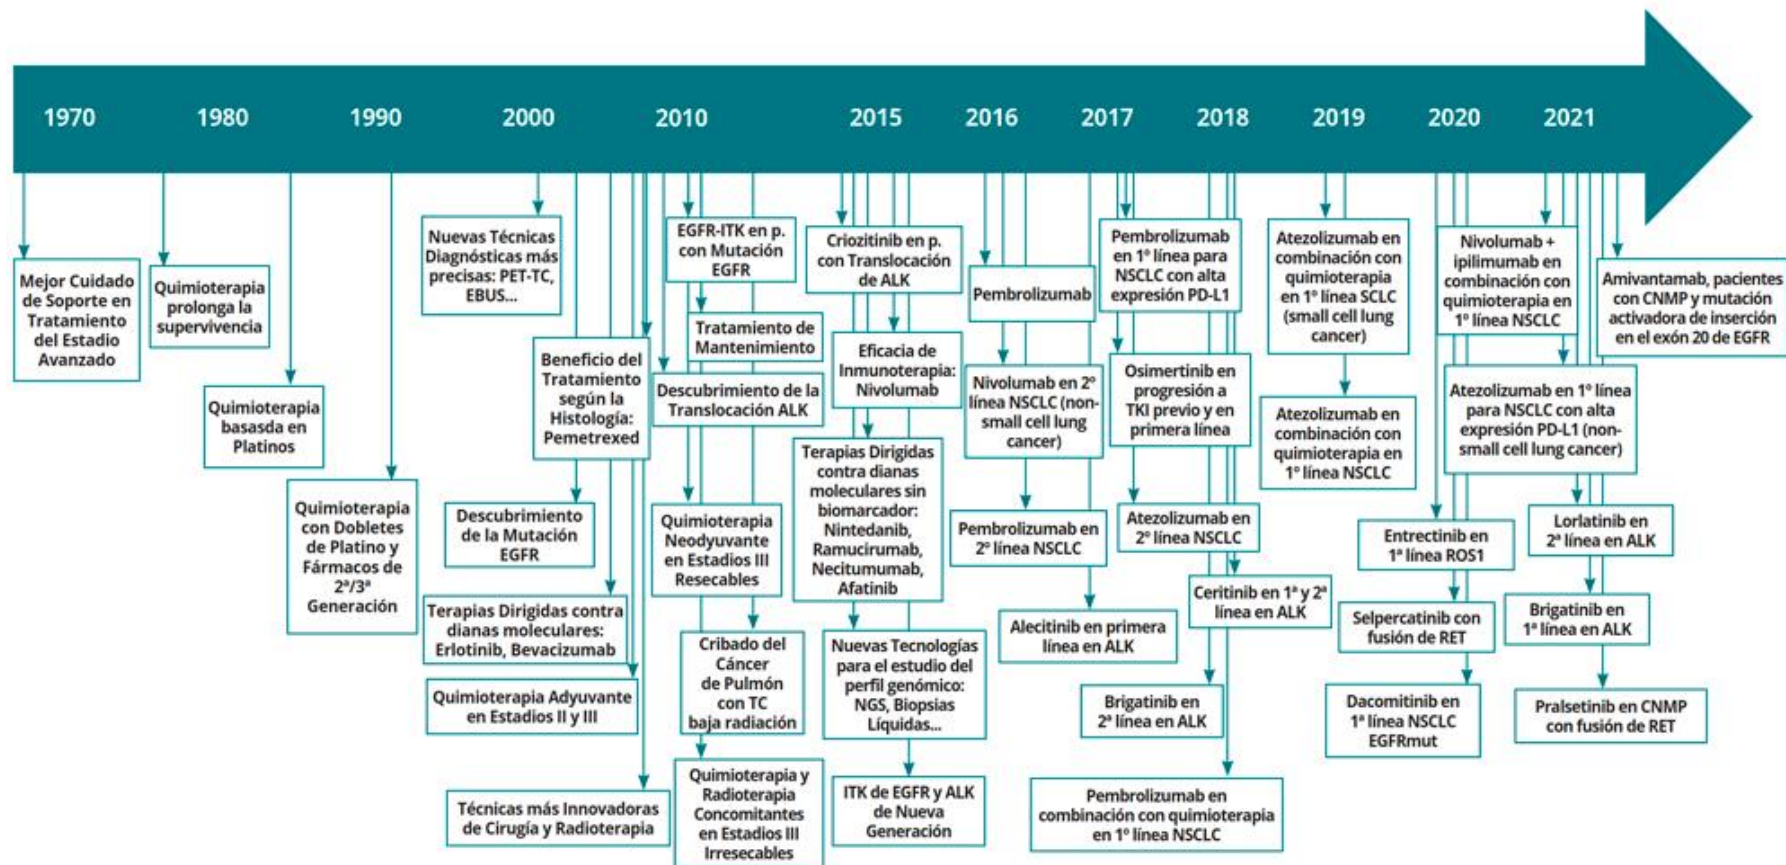 1970
1980
1990
2000
2010
2015
2016
2017
2018
2019
2020
2021
Mejor Cuidado
de Soporte en
Tratamiento
del Estadio
Avanzado
Quimioterapia
prolonga la
supervivencia
Quimioterapia
basasda en
Platinos
Quimioterapia
con Dobletes
de Platino y
Fármacos de
2ª/3ª
Generación
Nuevas Técnicas
Diagnósticas más
precisas: PET-TC,
EBUS...
Beneficio del
Tratamiento
según la
Histología:
Pemetrexed
Descubrimiento
de la Mutación
EGFR
Terapias Dirigidas contra
dianas moleculares:
Erlotinib, Bevacizumab
Quimioterapia Adyuvante
en Estadios II y III
Técnicas más Innovadoras
de Cirugía y Radioterapia
EGFR-ITK en p.
con Mutación
EGFR
Tratamiento de
Mantenimiento
Descubrimiento de la
Translocación ALK
Quimioterapia
Neodyuvante
en Estadios III
Resecables
Cribado del
Cáncer
de Pulmón
con TC
baja radiación
Quimioterapia y
Radioterapia
Concomitantes
en Estadios III
Irresecables
Criozitinib en p.
con Translocación
de ALK
Eficacia de
Inmunoterapia:
Nivolumab
Terapias Dirigidas
contra dianas
moleculares sin
biomarcador:
Nintedanib,
Ramucirumab,
Necitumumab,
Afatinib
Nuevas Tecnologías
para el estudio del
perfil genómico:
NGS, Biopsias
Líquidas...
ITK de EGFR y ALK
de Nueva
Generación
Pembrolizumab
Nivolumab en 2º
línea NSCLC (non-
small cell lung
cancer)
Pembrolizumab en
2º línea NSCLC
Alecitinib en primera
línea en ALK
Pembrolizumab
en 1º línea para
NSCLC con alta
expresión PD-L1
Osimertinib en
progresión a
TKI previo y en
primera línea
Atezolizumab en
2º línea NSCLC
Ceritinib en 1ª y 2ª
línea en ALK
Brigatinib en
2ª línea en ALK
Pembrolizumab en
combinación con quimioterapia
en 1º línea NSCLC
Atezolizumab en
combinación con
quimioterapia
en 1º línea SCLC
(small cell lung
cancer)
Atezolizumab en
combinación con
quimioterapia en
1º línea NSCLC
Entrectinib en
1ª línea ROS1
Selpercatinib con
fusión de RET
Dacomitinib en
1ª línea NSCLC
EGFRmut
Nivolumab +
ipilimumab en
combinación con
quimioterapia en
1º línea NSCLC
Atezolizumab en 1º línea
para NSCLC con alta
expresión PD-L1 (non-
small cell lung cancer)
Lorlatinib en
2ª línea en ALK
Brigatinib en
1ª línea en ALK
Pralsetinib en CNMP
con fusión de RET
Amivantamab, pacientes
con CNMP y mutación
activadora de inserción
en el exón 20 de EGFR